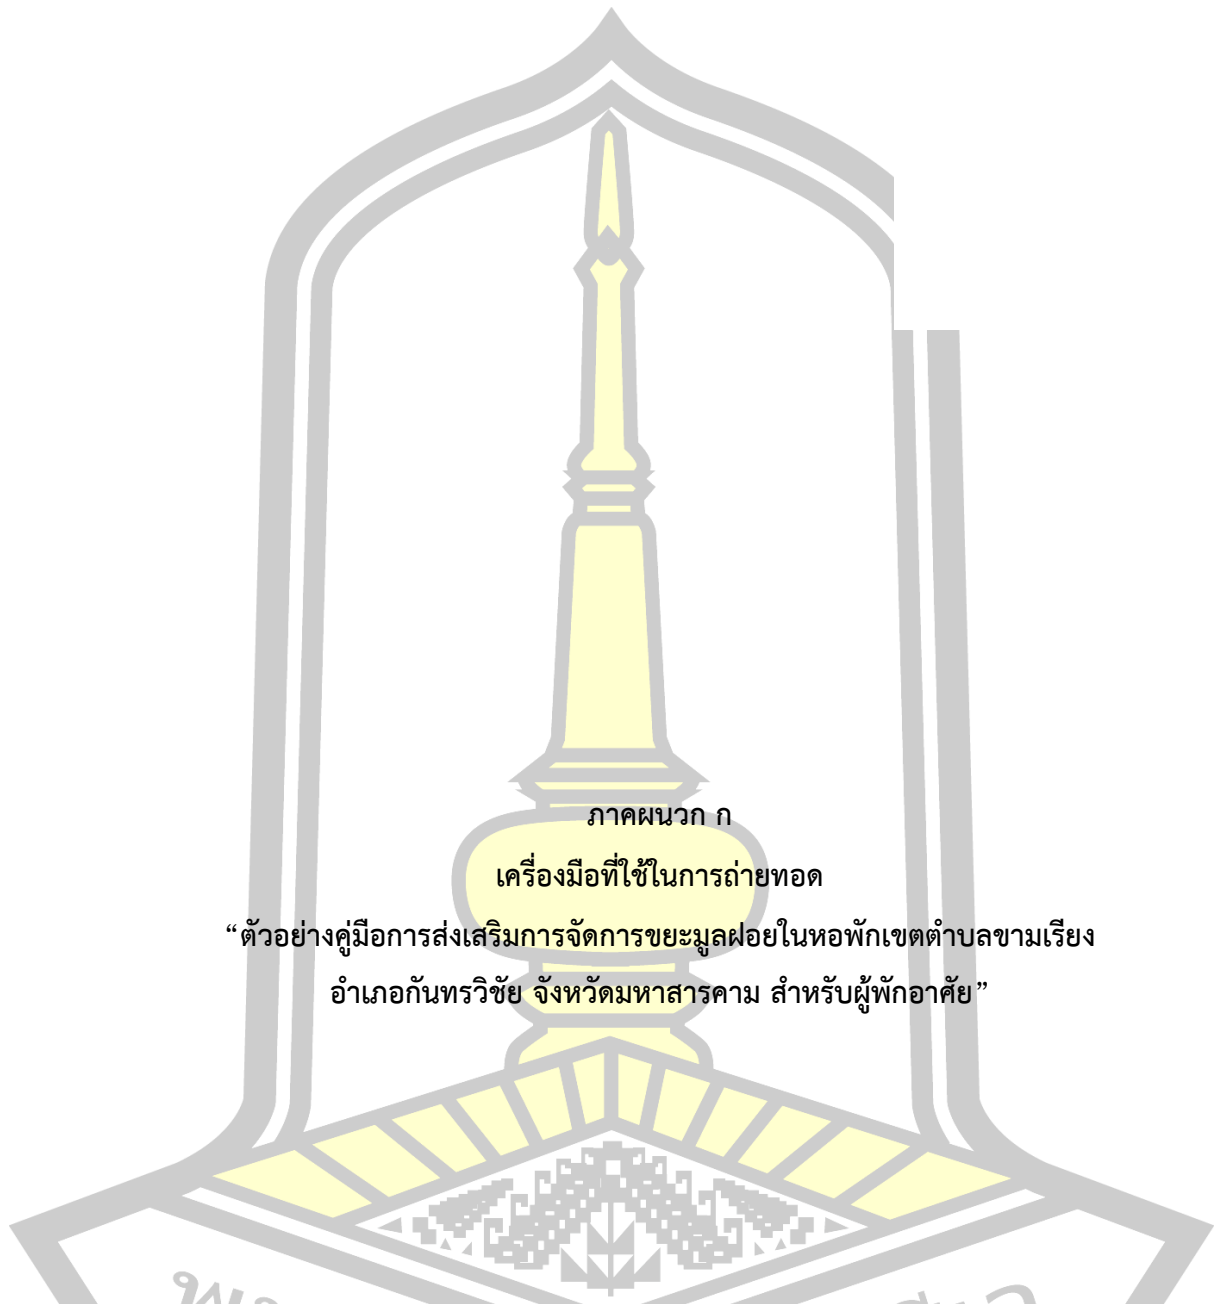 ภาคผนวก ก
เครื่องมือที่ใช้ในการถ่ายทอด
“ตัวอย่างคู่มือการส่งเสริมการจัดการขยะมูลฝอยในหอพักเขตตำบลขามเรียง
อำเภอกันทรวิชัย จังหวัดมหาสารคาม สำหรับผู้พักอาศัย”